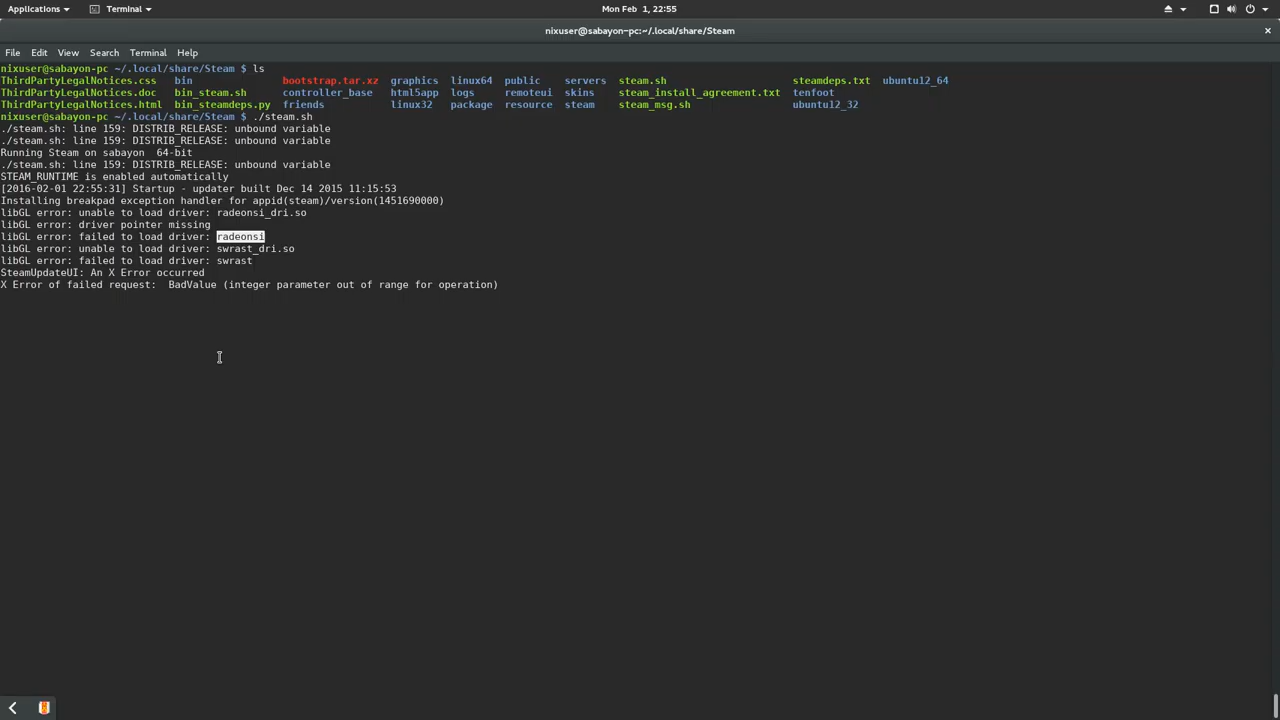 Applications Terminal Mon Feb 1, 22:55
nixuser@sabayon-pc:~/.local/share/Steam
File Edit View Search Terminal Help
nixuser@sabayon-pc ~/.local/share/Steam $ ls
ThirdPartyLegalNotices.css bin bootstrap.tar.xz graphics linux64 public servers steam.sh steamdeps.txt ubuntu12_64
ThirdPartyLegalNotices.doc bin_steam.sh controller_base html5app logs remoteui skins steam_install_agreement.txt tenfoot
ThirdPartyLegalNotices.html bin_steamdeps.py friends linux32 package resource steam steam_msg.sh ubuntu12_32
nixuser@sabayon-pc ~/.local/share/Steam $ ./steam.sh
./steam.sh: line 159: DISTRIB_RELEASE: unbound variable
./steam.sh: line 159: DISTRIB_RELEASE: unbound variable
Running Steam on sabayon  64-bit
./steam.sh: line 159: DISTRIB_RELEASE: unbound variable
STEAM_RUNTIME is enabled automatically
[2016-02-01 22:55:31] Startup - updater built Dec 14 2015 11:15:53
Installing breakpad exception handler for appid(steam)/version(1451690000)
libGL error: unable to load driver: radeonsi_dri.so
libGL error: driver pointer missing
libGL error: failed to load driver: radeonsi
libGL error: unable to load driver: swrast_dri.so
libGL error: failed to load driver: swrast
SteamUpdateUI: An X Error occurred
X Error of failed request:  BadValue (integer parameter out of range for operation)